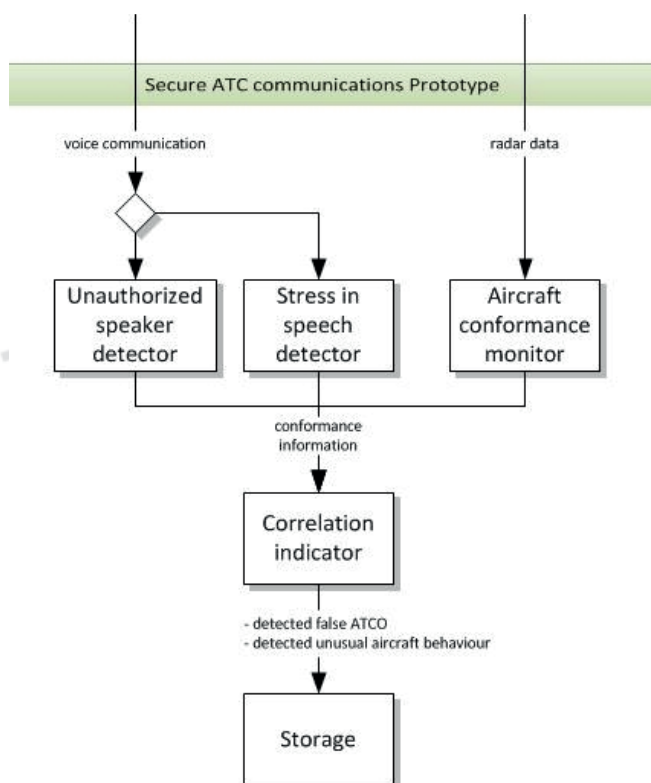 Secure ATC communications Prototype
voice communication
radar data
Unauthorized
speaker
detector
Stress in
speech
detector
Aircraft
conformance
monitor
conformance
information
Correlation
indicator
- detected false ATCO
- detected unusual aircraft behaviour
Storage